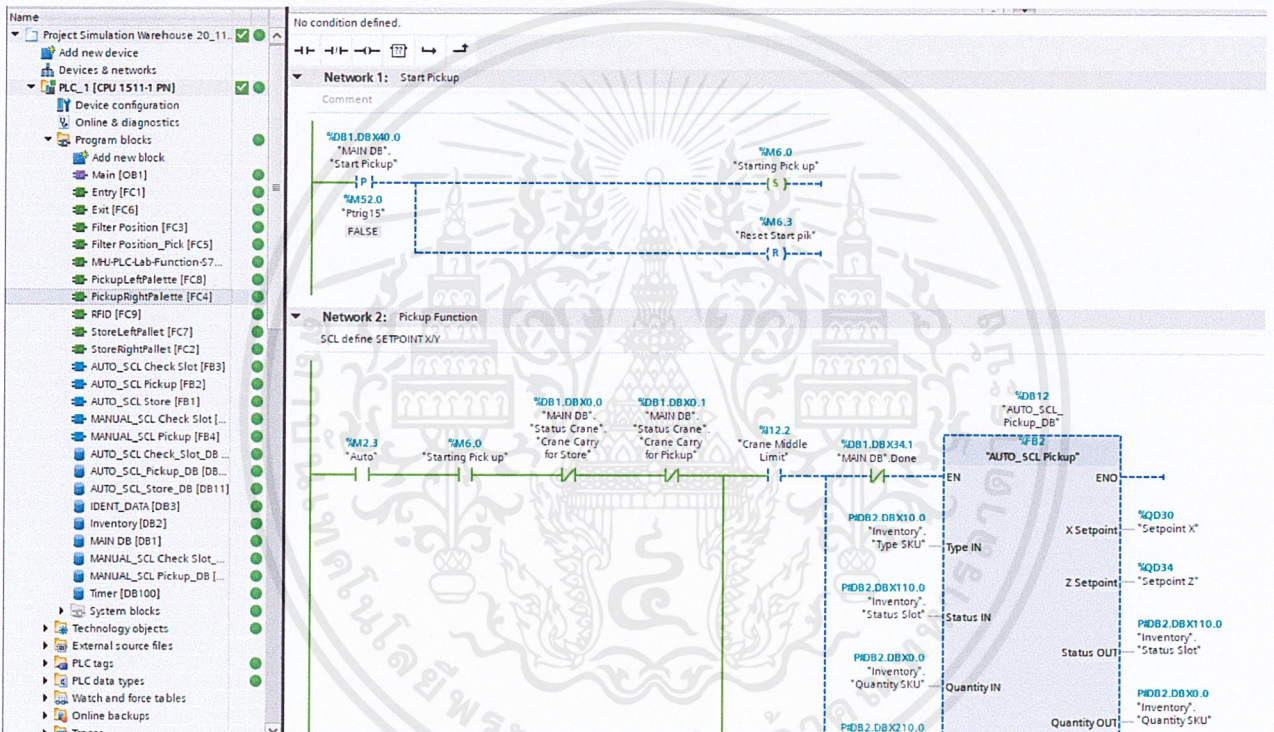 Name
Project Simulation Warehouse 20_11...
Add new device
Devices & networks
PLC_1 [CPU 1511-1 PN]
Device configuration
Online & diagnostics
Program blocks
Add new block
Main [OB1]
Entry [FC1]
Exit [FC6]
Filter Position [FC3]
Filter Position_Pick [FC5]
MHJ-PLC-Lab-Function-S7...
PickupLeftPalette [FC8]
PickupRightPalette [FC4]
RFID [FC9]
StoreLeftPallet [FC7]
StoreRightPallet [FC2]
AUTO_SCL Check Slot [FB3]
AUTO_SCL Pickup [FB2]
AUTO_SCL Store [FB1]
MANUAL_SCL Check Slot [...
MANUAL_SCL Pickup [FB4]
AUTO_SCL Check_Slot_DB ...
AUTO_SCL_Pickup_DB [DB...
AUTO_SCL_Store_DB [DB11]
IDENT_DATA [DB3]
Inventory [DB2]
MAIN DB [DB1]
MANUAL_SCL Check Slot_...
MANUAL_SCL Pickup_DB [...
Timer [DB100]
System blocks
Technology objects
External source files
PLC tags
PLC data types
Watch and force tables
Online backups
Traces
No condition defined.
??
Network 1: Start Pickup
Comment
%DB1.DBX40.0
"MAIN DB".
"Start Pickup"
P
%M52.0
"Ptrig15"
FALSE
%M6.0
"Starting Pick up"
S
%M6.3
"Reset Start pik"
R
Network 2: Pickup Function
SCL define SETPOINT X/Y
%M2.3
"Auto"
%M6.0
"Starting Pick up"
%DB1.DBX0.0
"MAIN DB".
"Status Crane".
"Crane Carry
for Store"
%DB1.DBX0.1
"MAIN DB".
"Status Crane".
"Crane Carry
for Pickup"
%I12.2
"Crane Middle
Limit"
%DB1.DBX34.1
"MAIN DB".Done
%DB12
"AUTO_SCL_
Pickup_DB"
%FB2
"AUTO_SCL Pickup"
EN
ENO
P#DB2.DBX10.0
"Inventory".
"Type SKU"
Type IN
P#DB2.DBX110.0
"Inventory".
"Status Slot"
Status IN
P#DB2.DBX0.0
"Inventory".
"Quantity SKU"
Quantity IN
P#DB2.DBX210.0
X Setpoint
%QD30
"Setpoint X"
Z Setpoint
%QD34
"Setpoint Z"
Status OUT
P#DB2.DBX110.0
"Inventory".
"Status Slot"
Quantity OUT
P#DB2.DBX0.0
"Inventory".
"Quantity SKU"